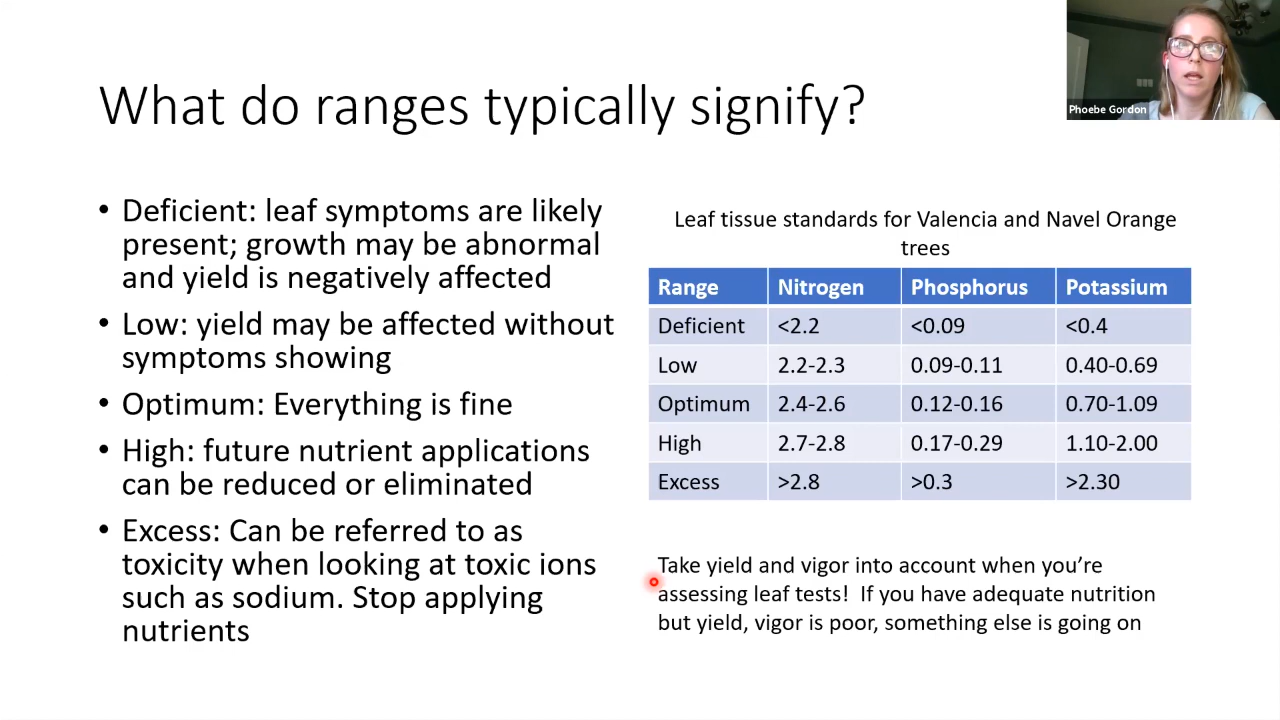 What do ranges typically signify?
Phoebe Gordon
• Deficient: leaf symptoms are likely
present; growth may be abnormal
and yield is negatively affected
• Low: yield may be affected without
symptoms showing
• Optimum: Everything is fine
• High: future nutrient applications
can be reduced or eliminated
• Excess: Can be referred to as
toxicity when looking at toxic ions
such as sodium. Stop applying
nutrients
Leaf tissue standards for Valencia and Navel Orange
trees
Range Nitrogen Phosphorus Potassium
Deficient <2.2 <0.09 <0.4
Low 2.2-2.3 0.09-0.11 0.40-0.69
Optimum 2.4-2.6 0.12-0.16 0.70-1.09
High 2.7-2.8 0.17-0.29 1.10-2.00
Excess >2.8 >0.3 >2.30
Take yield and vigor into account when you’re
assessing leaf tests!  If you have adequate nutrition
but yield, vigor is poor, something else is going on